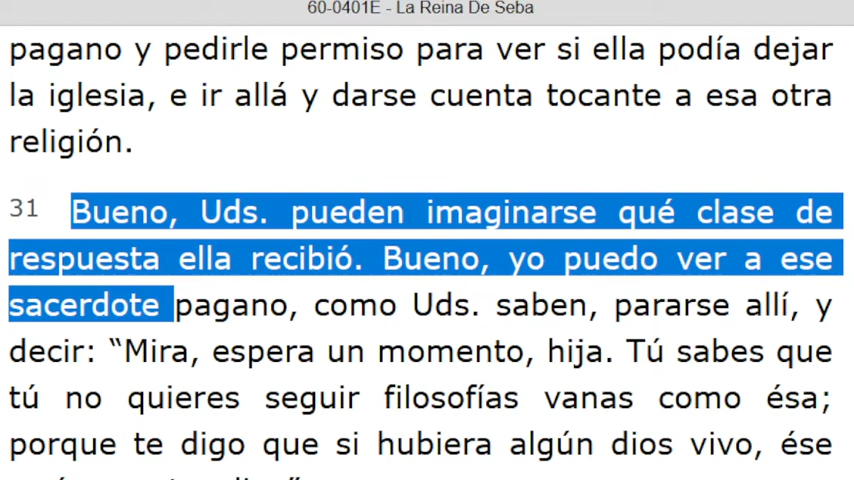 60-0401E - La Reina De Seba
pagano y pedirle permiso para ver si ella podía dejar
la iglesia, e ir allá y darse cuenta tocante a esa otra
religión.
31 Bueno, Uds. pueden imaginarse qué clase de
respuesta ella recibió. Bueno, yo puedo ver a ese
sacerdote pagano, como Uds. saben, pararse allí, y
decir: “Mira, espera un momento, hija. Tú sabes que
tú no quieres seguir filosofías vanas como ésa;
porque te digo que si hubiera algún dios vivo, ése